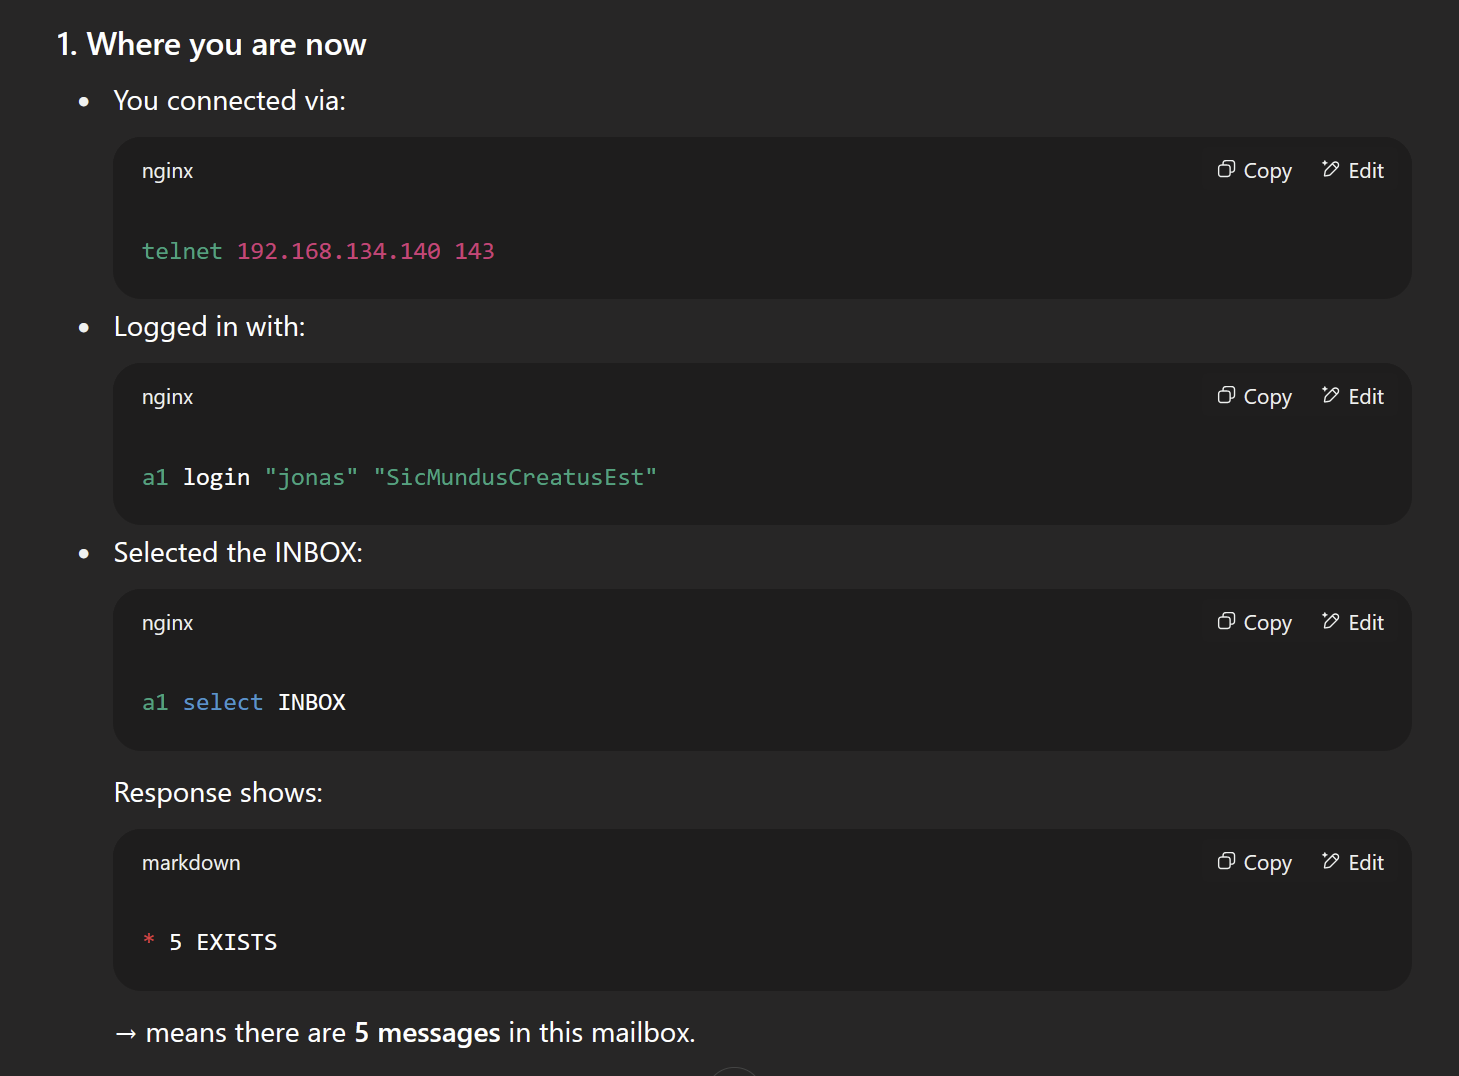 1. Where you are now
• You connected via:
nginx
Copy
Edit
telnet 192.168.134.140 143
• Logged in with:
nginx
Copy
Edit
a1 login "jonas" "SicMundusCreatusEst"
• Selected the INBOX:
nginx
Copy
Edit
a1 select INBOX
Response shows:
markdown
Copy
Edit
* 5 EXISTS
→ means there are 5 messages in this mailbox.